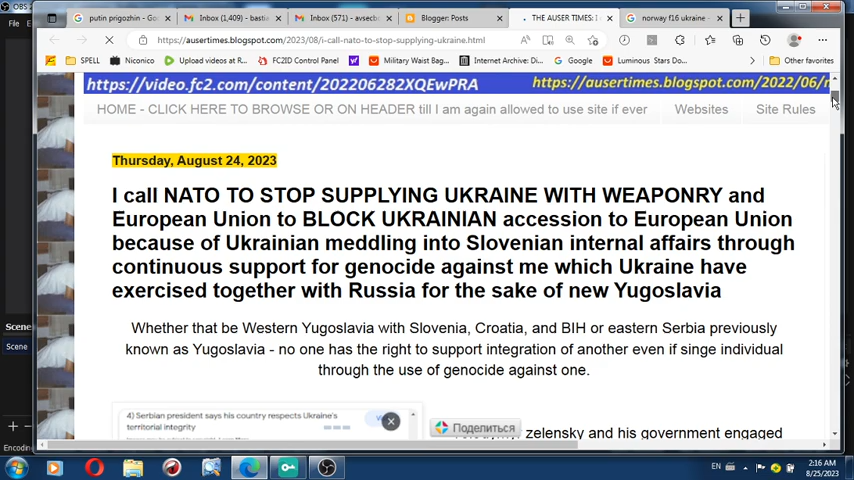 OBS 2
putin prigozhin - Go
Inbox (1,409) - basti
Inbox (571) - avsecb
Blogger: Posts
THE AUSER TIMES: I
norway f16 ukraine -
File
https://ausertimes.blogspot.com/2023/08/i-call-nato-to-stop-supplying-ukraine.html
SPELL
Niconico
Upload videos at "...
FC2ID Control Panel
Military Waist Bag...
Internet Archive: Di...
Google
Luminous Stars Do...
Other favorites
https://video.fc2.com/content/202206282XQEwPRA
https://ausertimes.blogspot.com/2022/06/
HOME - CLICK HERE TO BROWSE OR ON HEADER till I am again allowed to use site if ever
Websites
Site Rules
Thursday, August 24, 2023
I call NATO TO STOP SUPPLYING UKRAINE WITH WEAPONRY and
European Union to BLOCK UKRAINIAN accession to European Union
because of Ukrainian meddling into Slovenian internal affairs through
continuous support for genocide against me which Ukraine have
exercised together with Russia for the sake of new Yugoslavia
Whether that be Western Yugoslavia with Slovenia, Croatia, and BIH or eastern Serbia previously
known as Yugoslavia - no one has the right to support integration of another even if singe individual
through the use of genocide against one.
4) Serbian president says his country respects Ukraine's
territorial integrity
Поделиться
zelensky and his government engaged
Scene
Scene
Encoding
EN
2:16 AM
8/25/2023